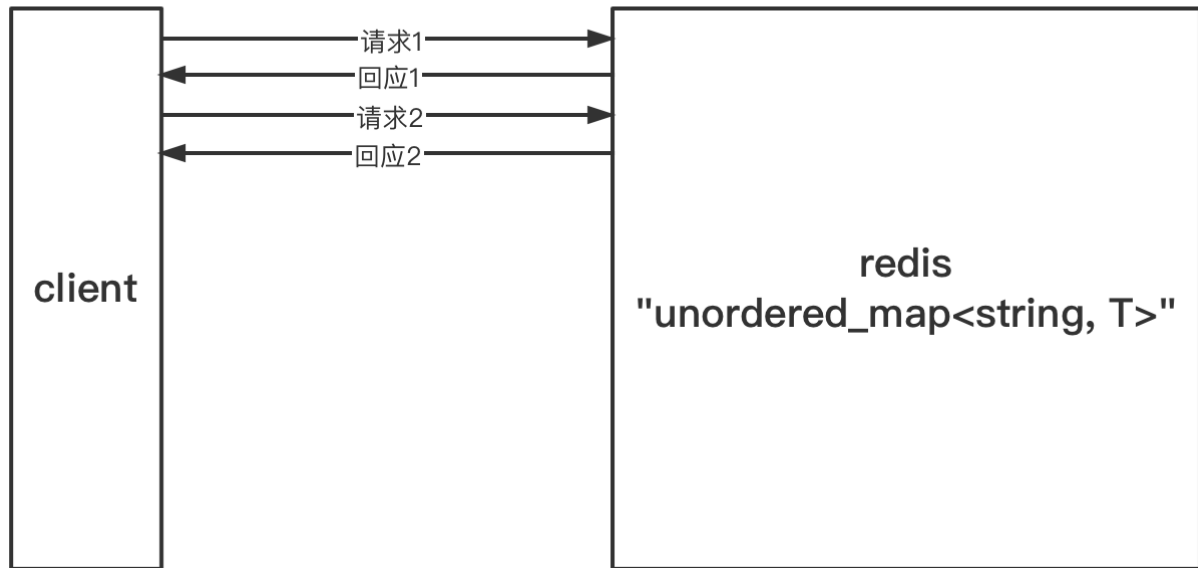 请求1
回应1
请求2
回应2
client
redis
"unordered_map<string, T>"